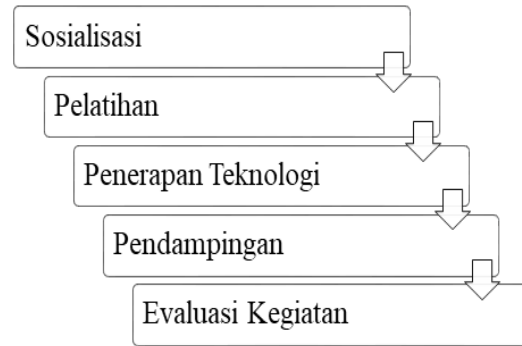 Sosialisasi
Pelatihan
Penerapan Teknologi
Pendampingan
Evaluasi Kegiatan